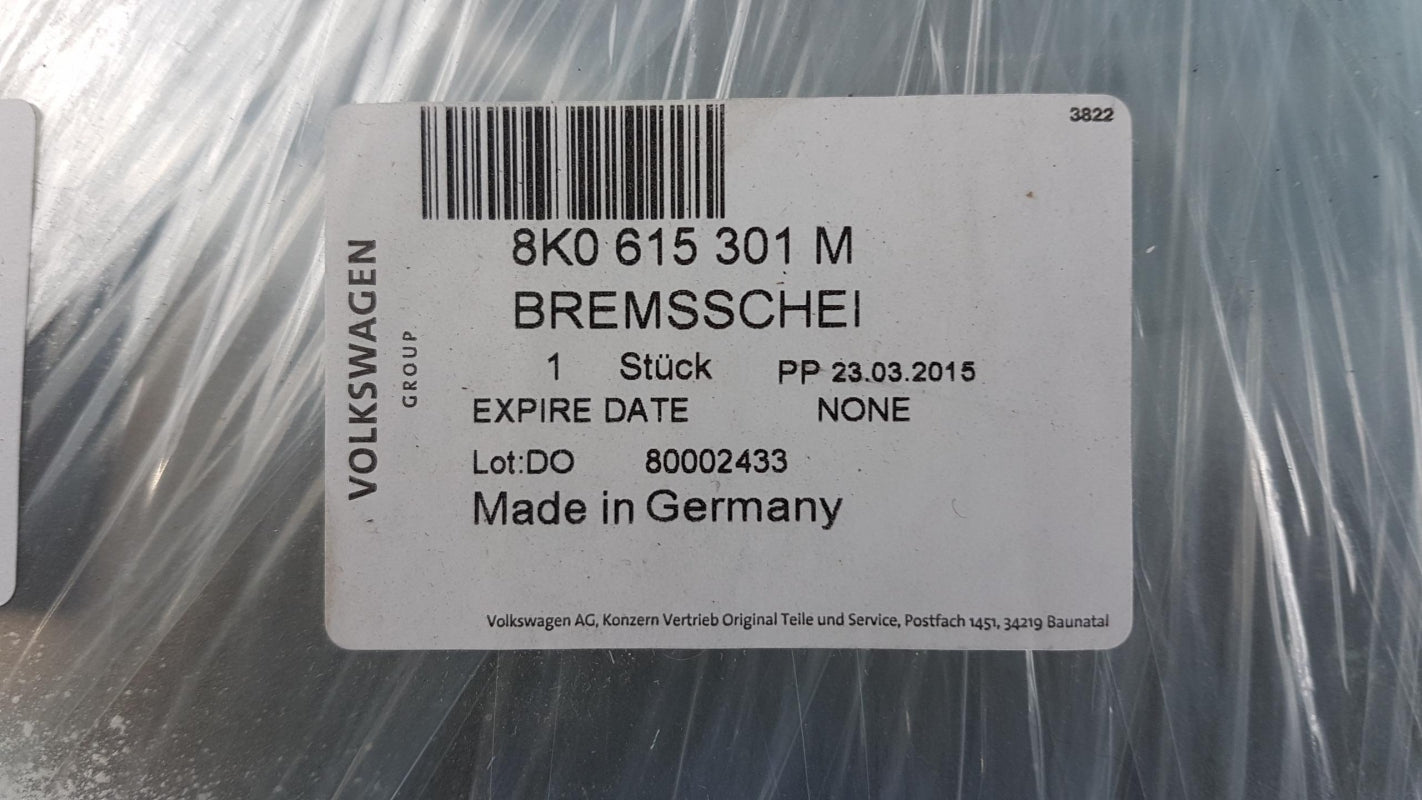 3822
8K0 615 301 M
BREMSSCHEI
1 Stück PP 23.03.2015
EXPIRE DATE NONE
Lot:DO 80002433
Made in Germany
VOLKSWAGEN
GROUP
Volkswagen AG, Konzern Vertrieb Original Teile und Service, Postfach 1451, 34219 Baunatal